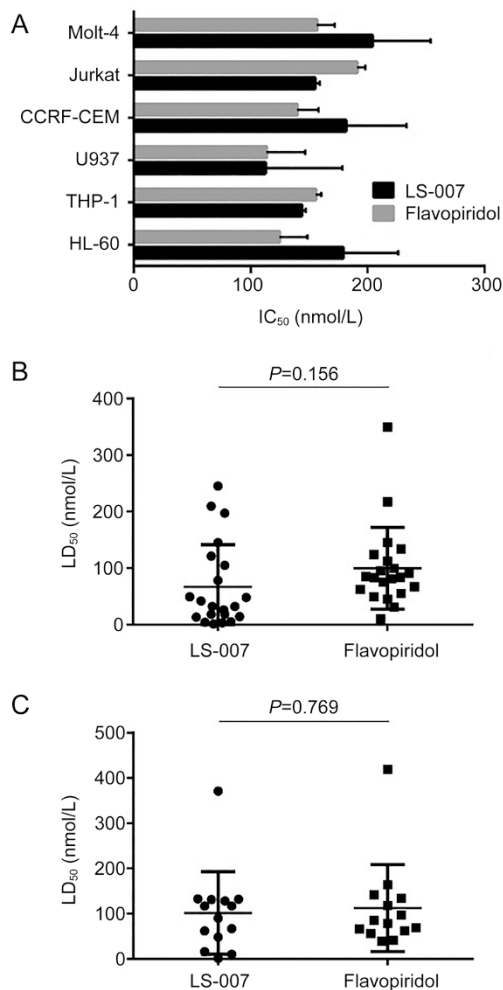 A
Molt-4
Jurkat
CCRF-CEM
U937
THP-1
HL-60
LS-007
Flavopiridol
0
100
200
300
IC₅₀ (nmol/L)
B
P=0.156
LD₅₀ (nmol/L)
400
300
200
100
0
LS-007
Flavopiridol
C
P=0.769
LD₅₀ (nmol/L)
500
400
300
200
100
0
LS-007
Flavopiridol